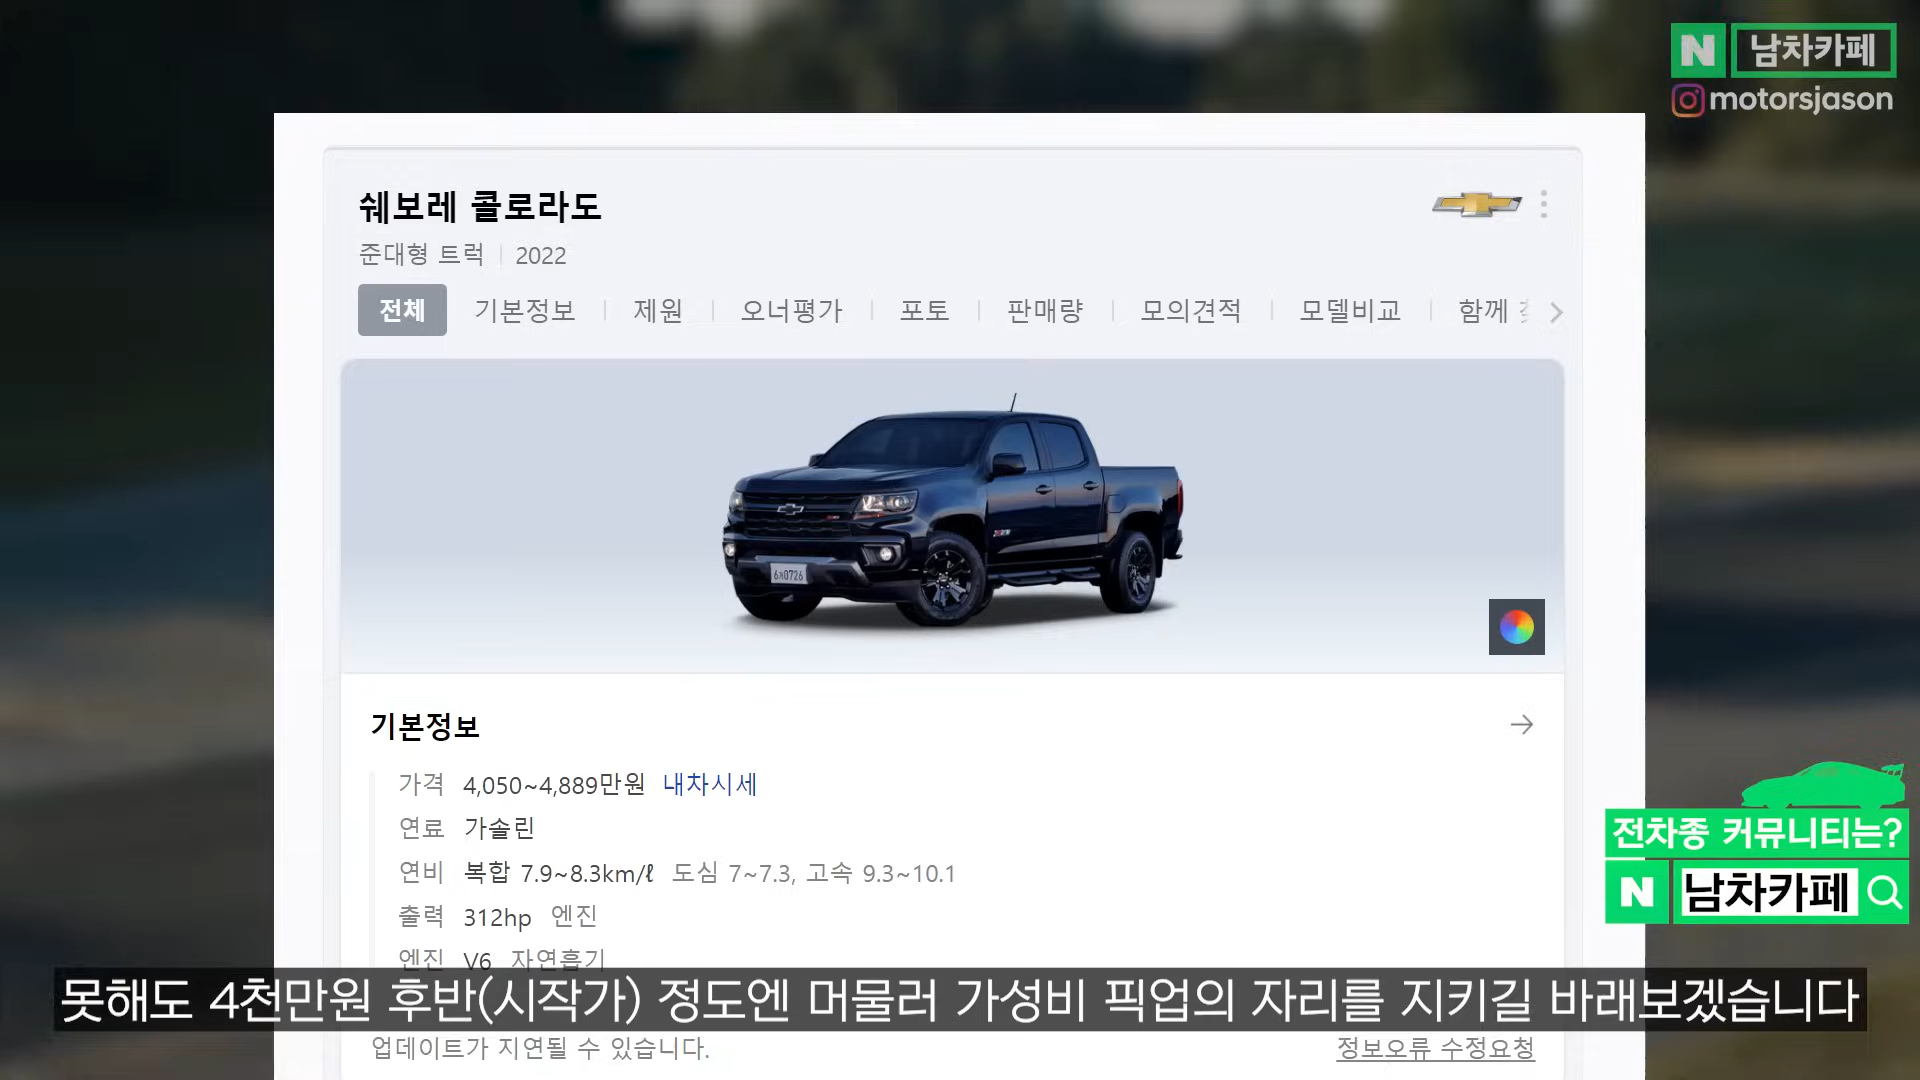 N 남차카페
motorsjason
쉐보레 콜로라도
준대형 트럭 2022
전체 기본정보 제원 오너평가 포토 판매량 모의견적 모델비교 함께
기본정보
가격 4,050~4,889만원 내차시세
연료 가솔린
연비 복합 7.9~8.3km/ℓ 도심 7~7.3, 고속 9.3~10.1
출력 312hp 엔진
엔진 V6 자연흡기
전차종 커뮤니티는?
N 남차카페
못해도 4천만원 후반(시작가) 정도엔 머물러 가성비 픽업의 자리를 지키길 바래보겠습니다
업데이트가 지연될 수 있습니다.
정보오류 수정요청